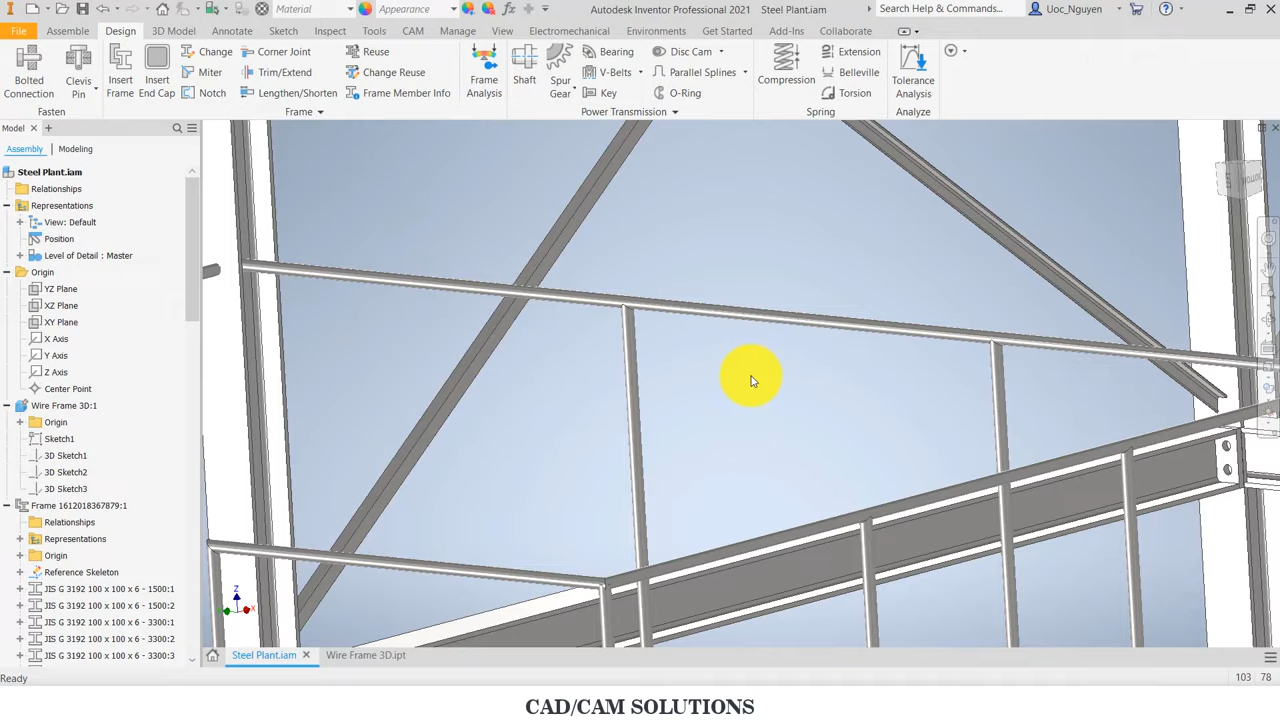 Material
Appearance
Autodesk Inventor Professional 2021 Steel Plant.iam
Search Help & Commands...
Uoc_Nguyen
File Assemble Design 3D Model Annotate Sketch Inspect Tools CAM Manage View Electromechanical Environments Get Started Add-Ins Collaborate
Bolted Connection
Clevis Pin
Insert Frame
Insert End Cap
Change
Miter
Notch
Corner Joint
Trim/Extend
Lengthen/Shorten
Reuse
Change Reuse
Frame Member Info
Frame Analysis
Shaft
Spur Gear
Bearing
V-Belts
Key
Disc Cam
Parallel Splines
O-Ring
Compression
Extension
Belleville
Torsion
Tolerance Analysis
Fasten Frame Power Transmission Spring Analyze
Model
Assembly Modeling
Steel Plant.iam
Relationships
Representations
View: Default
Position
Level of Detail : Master
Origin
YZ Plane
XZ Plane
XY Plane
X Axis
Y Axis
Z Axis
Center Point
Wire Frame 3D:1
Origin
Sketch1
3D Sketch1
3D Sketch2
3D Sketch3
Frame 1612018367879:1
Relationships
Representations
Origin
Reference Skeleton
JIS G 3192 100 x 100 x 6 - 1500:1
JIS G 3192 100 x 100 x 6 - 1500:2
JIS G 3192 100 x 100 x 6 - 3300:1
JIS G 3192 100 x 100 x 6 - 3300:2
JIS G 3192 100 x 100 x 6 - 3300:3
Z
X
Steel Plant.iam Wire Frame 3D.ipt
Ready
103 78
CAD/CAM SOLUTIONS